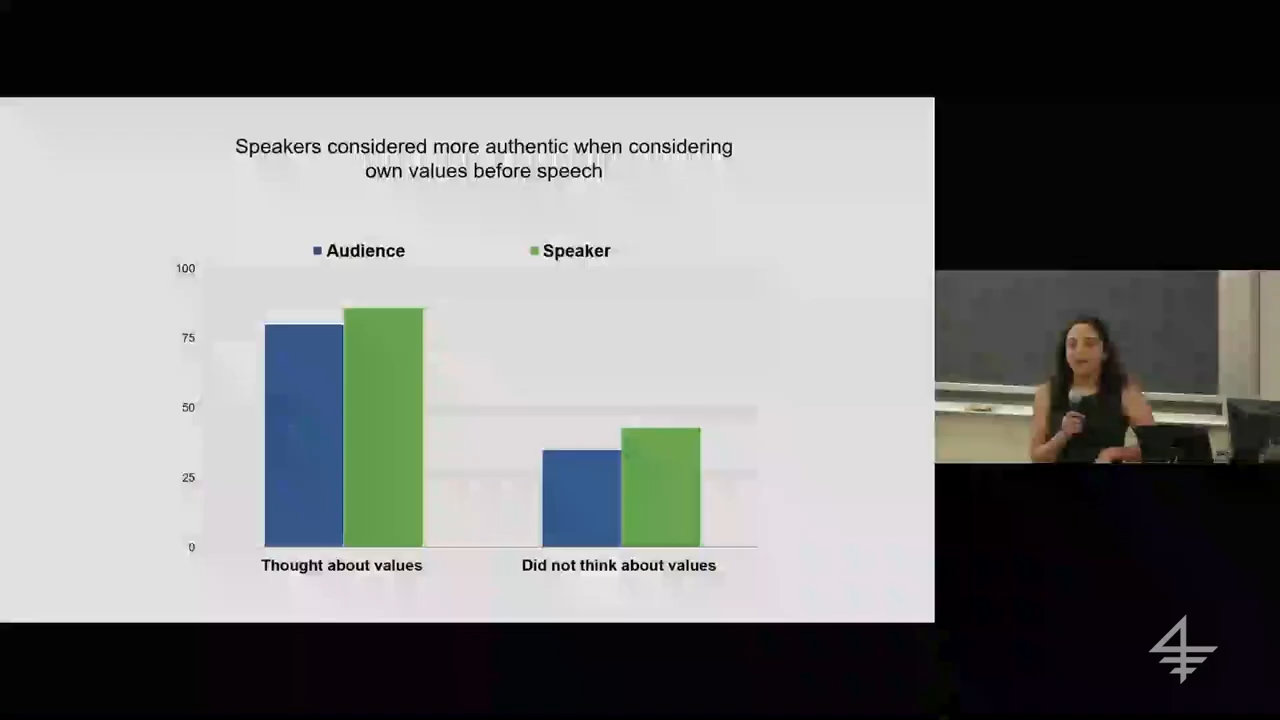 Speakers considered more authentic when considering
own values before speech
Audience
Speaker
100
75
50
25
0
Thought about values
Did not think about values